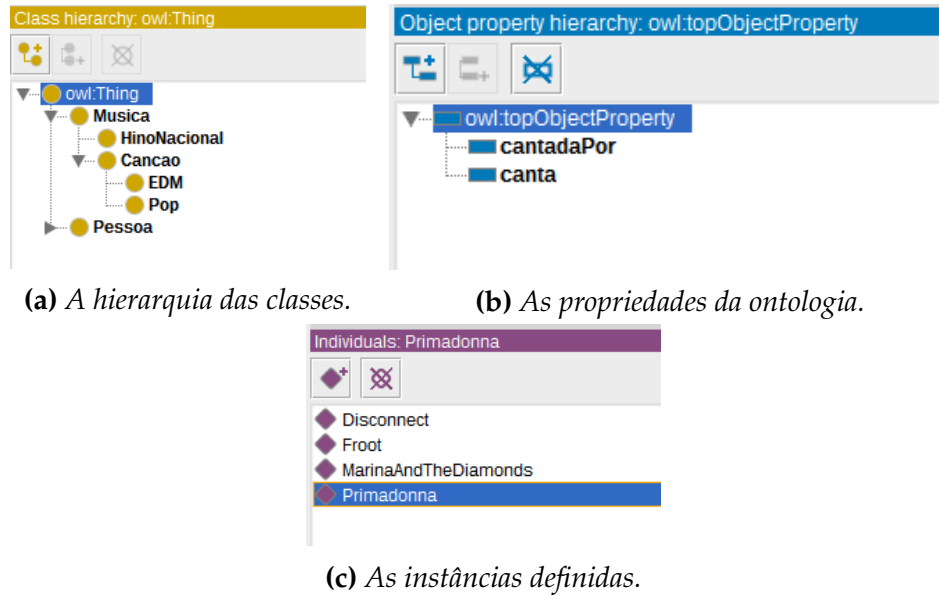 Class hierarchy: owl:Thing
owl:Thing
Musica
HinoNacional
Cancao
EDM
Pop
Pessoa
(a) A hierarquia das classes.
Object property hierarchy: owl:topObjectProperty
owl:topObjectProperty
cantadaPor
canta
(b) As propriedades da ontologia.
Individuals: Primadonna
Disconnect
Froot
MarinaAndTheDiamonds
Primadonna
(c) As instâncias definidas.